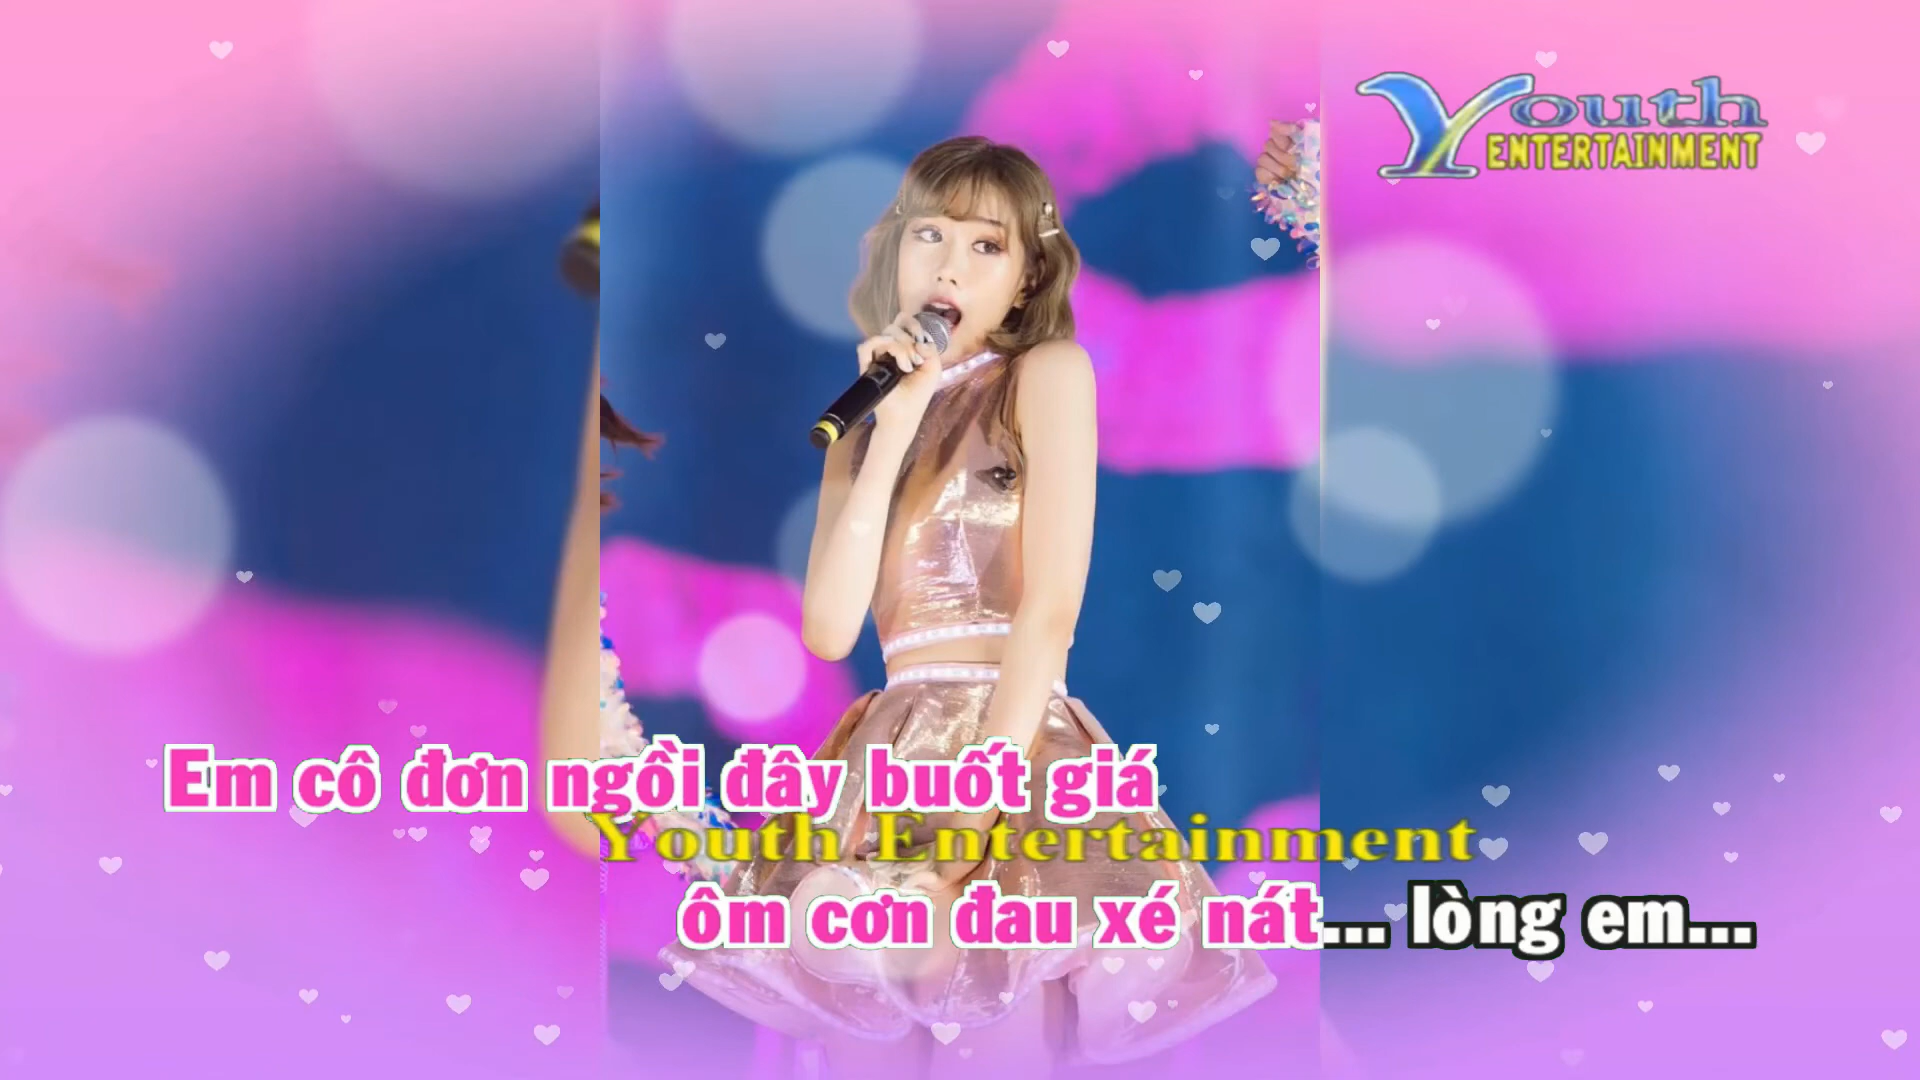 Youth
ENTERTAINMENT
Em cô đơn ngồi đây buốt giá
Youth Entertainment
ôm cơn đau xé nát... lòng em...